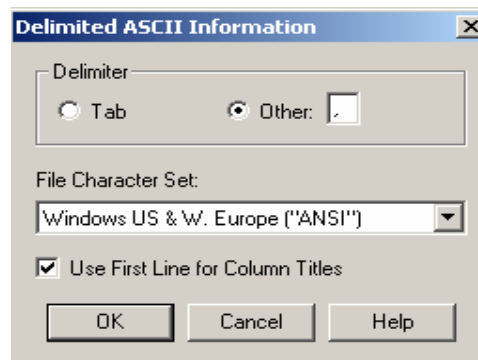 Delimited ASCII Information
Delimiter
Tab
Other: ,
File Character Set:
Windows US & W. Europe ("ANSI")
Use First Line for Column Titles
OK Cancel Help